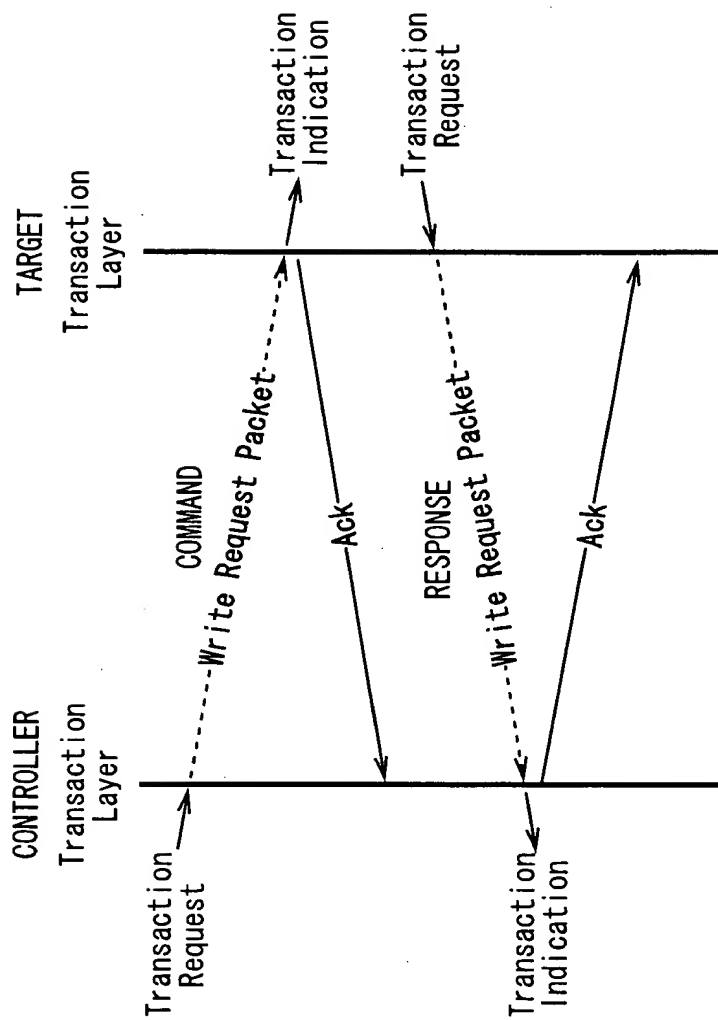 CONTROLLER
Transaction
Layer
TARGET
Transaction
Layer
Transaction
Request
COMMAND
Write Request Packet
Transaction
Indication
Ack
Transaction
Request
RESPONSE
Write Request Packet
Transaction
Indication
Ack